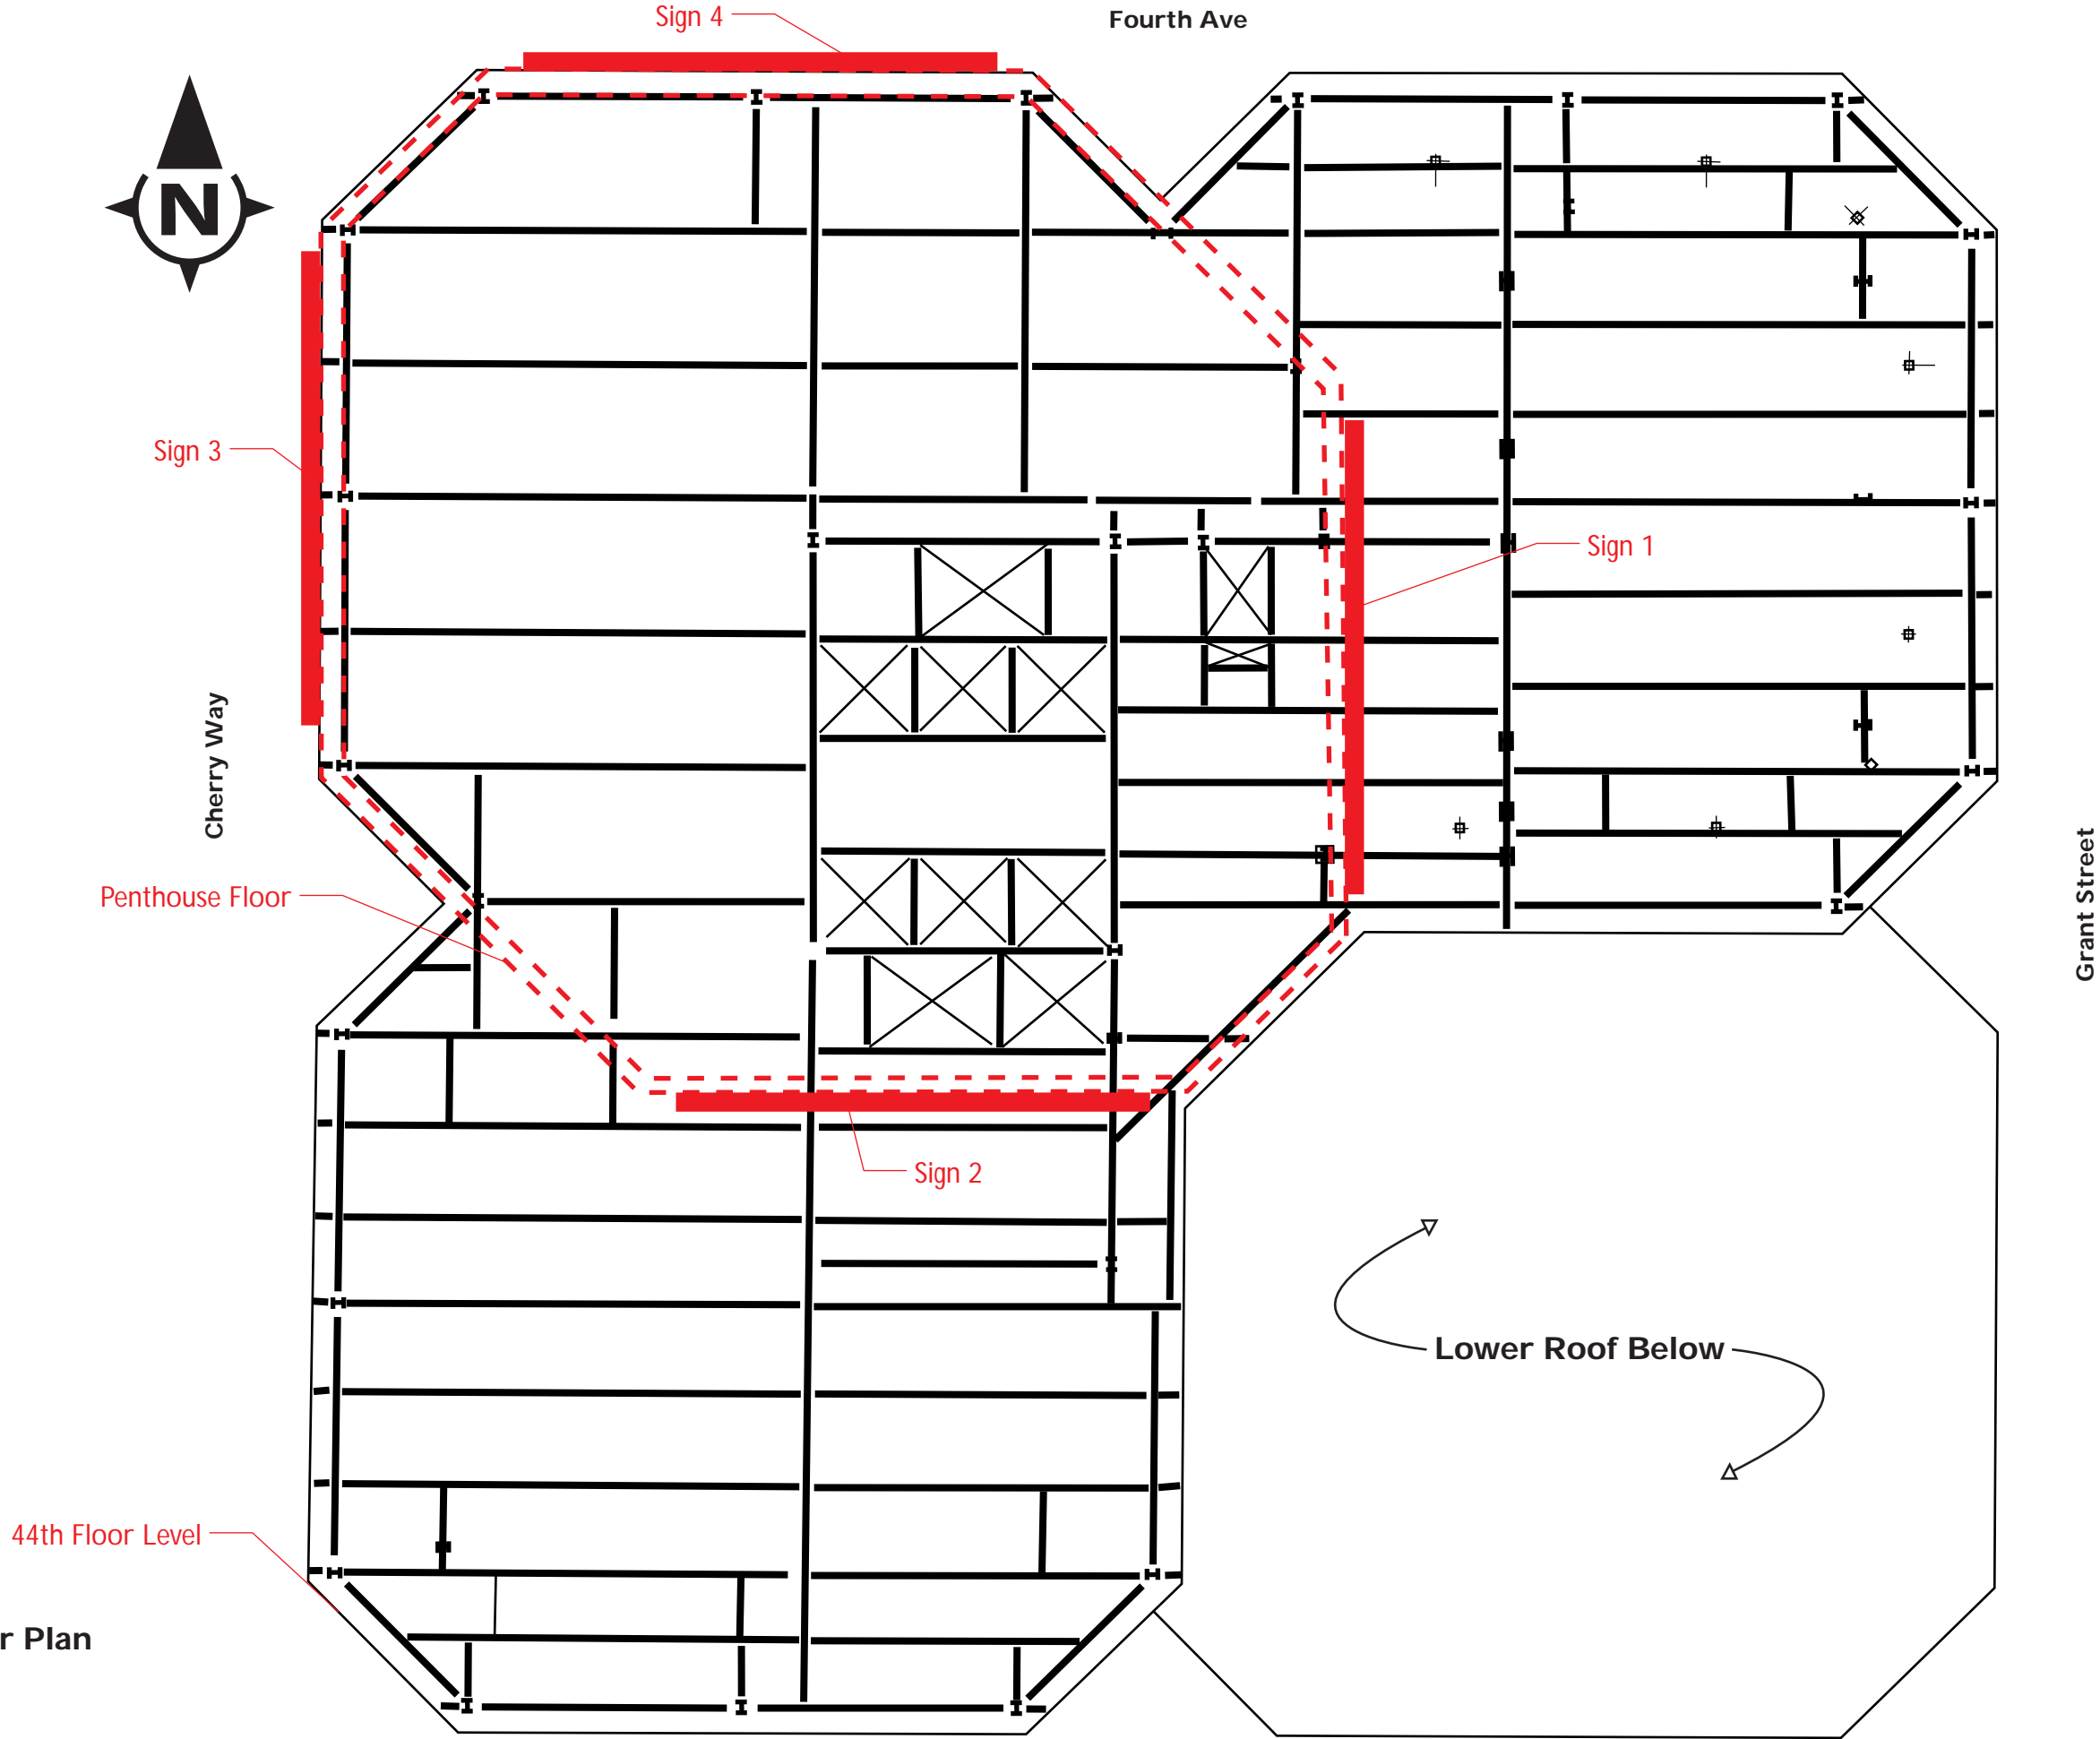 Sign 4
Fourth Ave
N
Sign 3
Sign 1
Cherry Way
Grant Street
Penthouse Floor
Sign 2
Lower Roof Below
44th Floor Level
r Plan